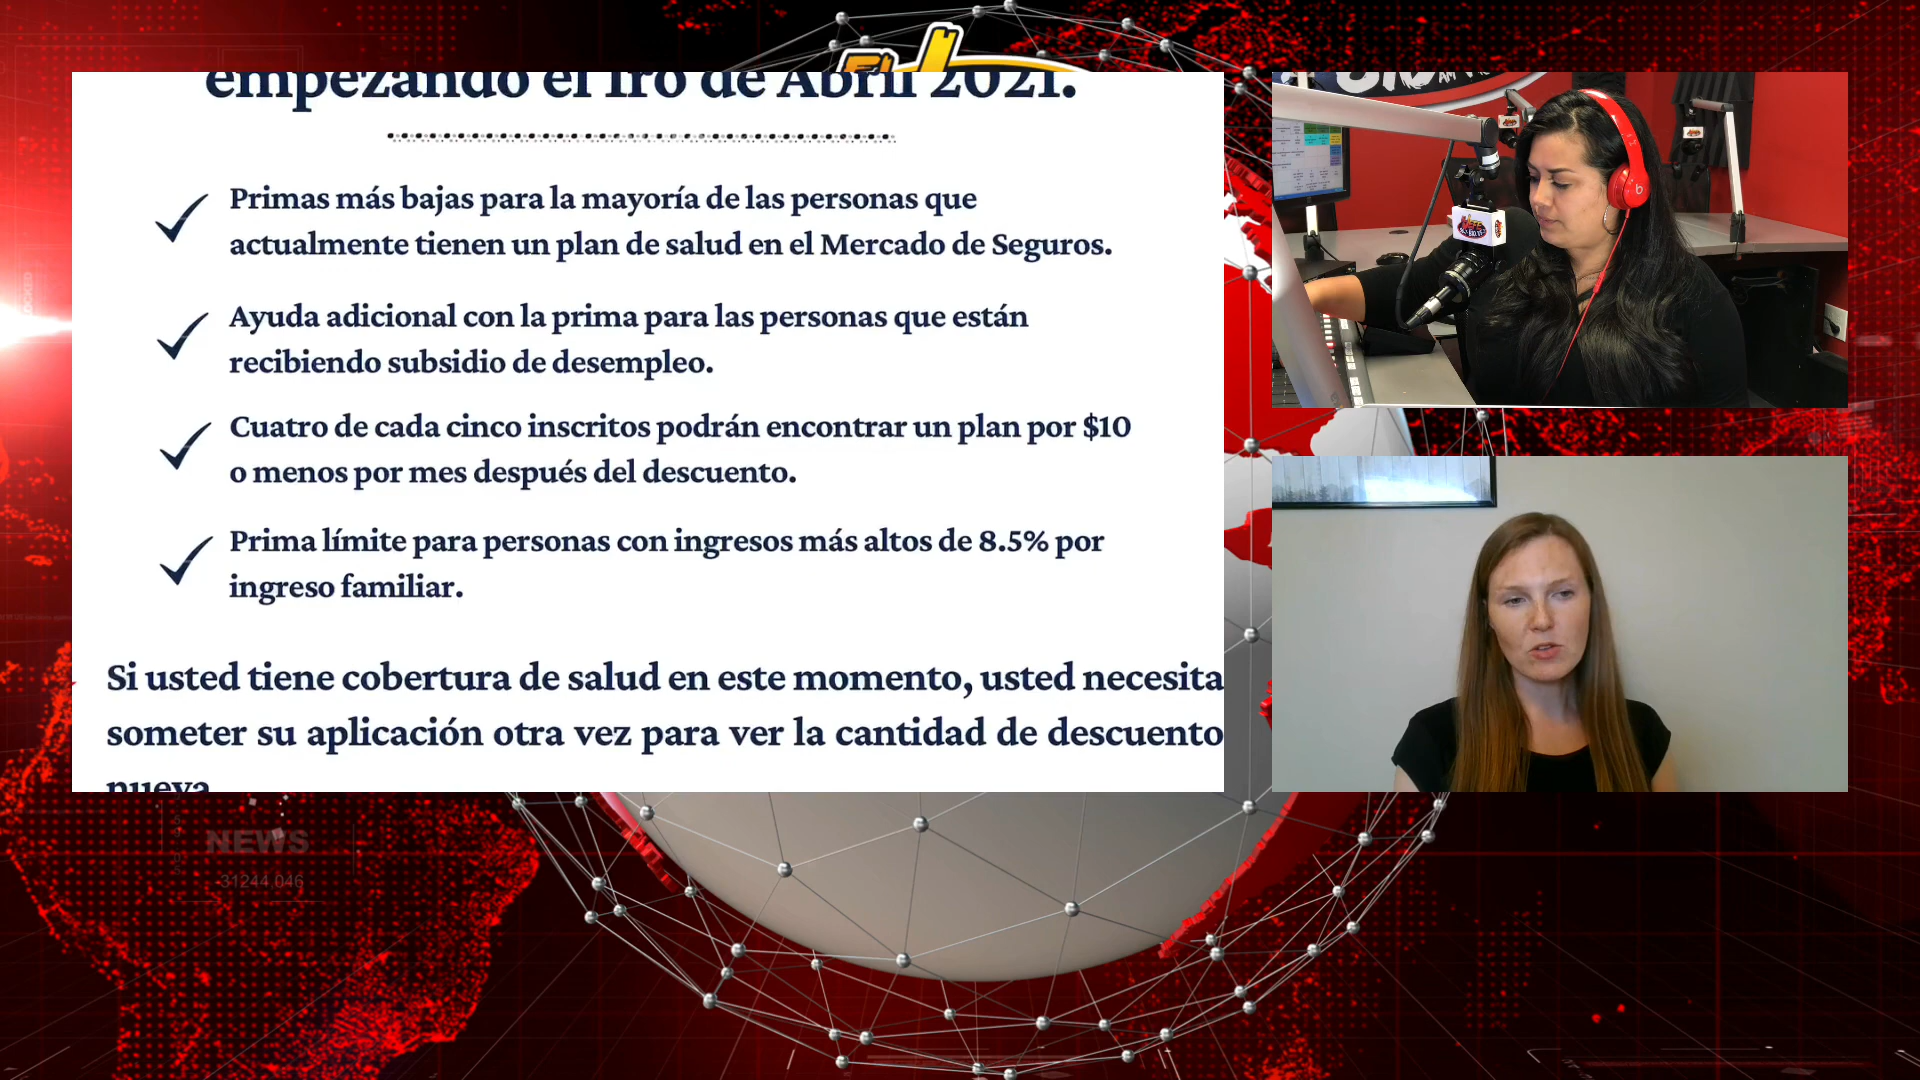 empezando el 1ro de Abril 2021.
Primas más bajas para la mayoría de las personas que
actualmente tienen un plan de salud en el Mercado de Seguros.
Ayuda adicional con la prima para las personas que están
recibiendo subsidio de desempleo.
Cuatro de cada cinco inscritos podrán encontrar un plan por $10
o menos por mes después del descuento.
Prima límite para personas con ingresos más altos de 8.5% por
ingreso familiar.
Si usted tiene cobertura de salud en este momento, usted necesita
someter su aplicación otra vez para ver la cantidad de descuento
nueva
NEWS
31244,046